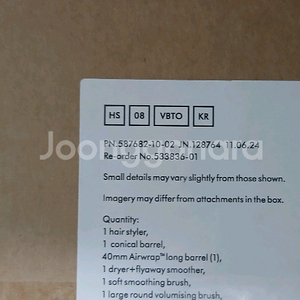 HS 08 VBTO KR
PN.587682-10-02 JN.128764 11.06.24
Re-order No.533836-01
Joonggonara
Small details may vary slightly from those shown.
Imagery may differ from attachments in the box.
Quantity:
1 hair styler,
1 conical barrel,
40mm Airwrap™ long barrel (1),
1 dryer+flyaway smoother,
1 soft smoothing brush,
1 large round volumising brush,